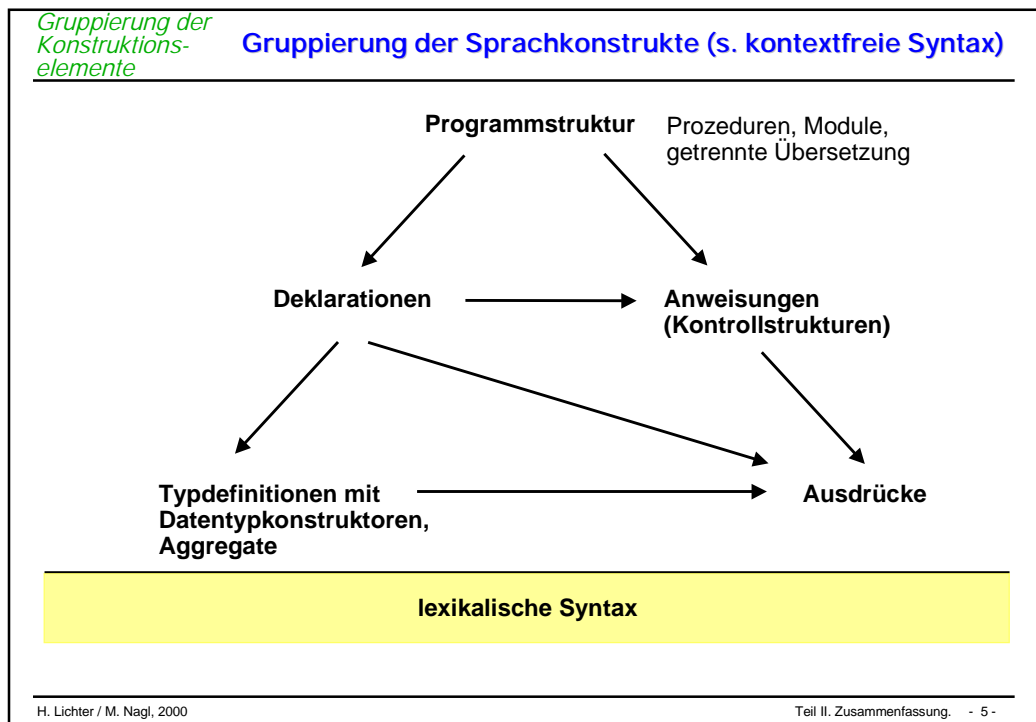 Gruppierung der
Konstruktions-
elemente
Gruppierung der Sprachkonstrukte (s. kontextfreie Syntax)
Programmstruktur
Prozeduren, Module,
getrennte Übersetzung
Deklarationen
Anweisungen
(Kontrollstrukturen)
Typdefinitionen mit
Datentypkonstruktoren,
Aggregate
Ausdrücke
lexikalische Syntax
H. Lichter / M. Nagl, 2000
Teil II. Zusammenfassung. - 5 -